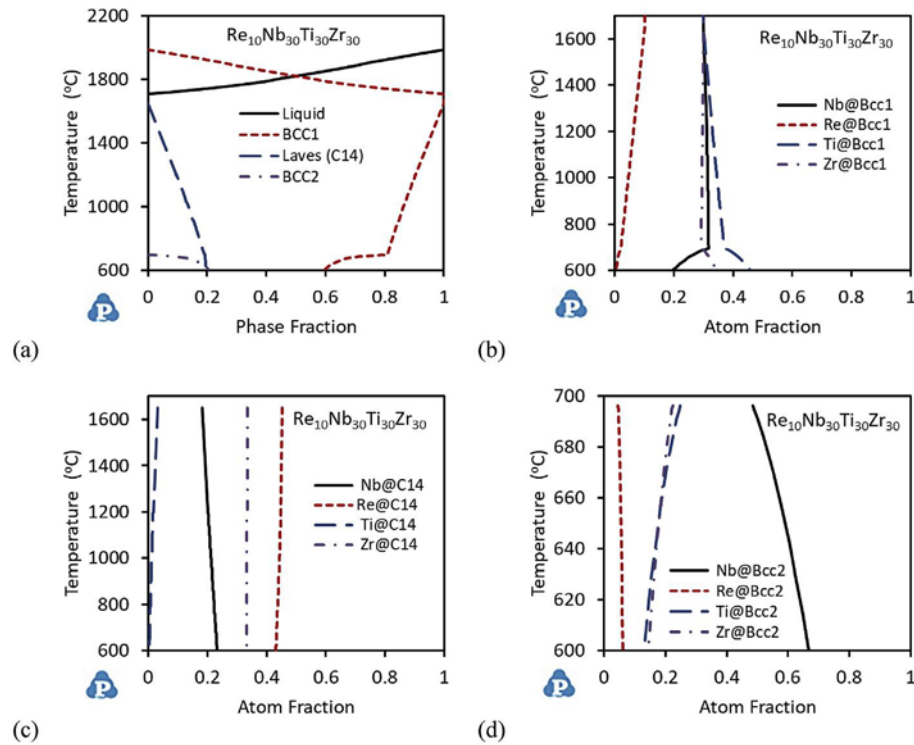 2200
1800
1400
1000
600
Temperature (ºC)
Re10Nb30Ti30Zr30
Liquid
BCC1
Laves (C14)
BCC2
0 0.2 0.4 0.6 0.8 1
Phase Fraction
P
(a)
1600
1400
1200
1000
800
600
Temperature (ºC)
Re10Nb30Ti30Zr30
Nb@Bcc1
Re@Bcc1
Ti@Bcc1
Zr@Bcc1
0 0.2 0.4 0.6 0.8 1
Atom Fraction
P
(b)
1600
1400
1200
1000
800
600
Temperature (ºC)
Re10Nb30Ti30Zr30
Nb@C14
Re@C14
Ti@C14
Zr@C14
0 0.2 0.4 0.6 0.8 1
Atom Fraction
P
(c)
700
680
660
640
620
600
Temperature (ºC)
Re10Nb30Ti30Zr30
Nb@Bcc2
Re@Bcc2
Ti@Bcc2
Zr@Bcc2
0 0.2 0.4 0.6 0.8 1
Atom Fraction
P
(d)